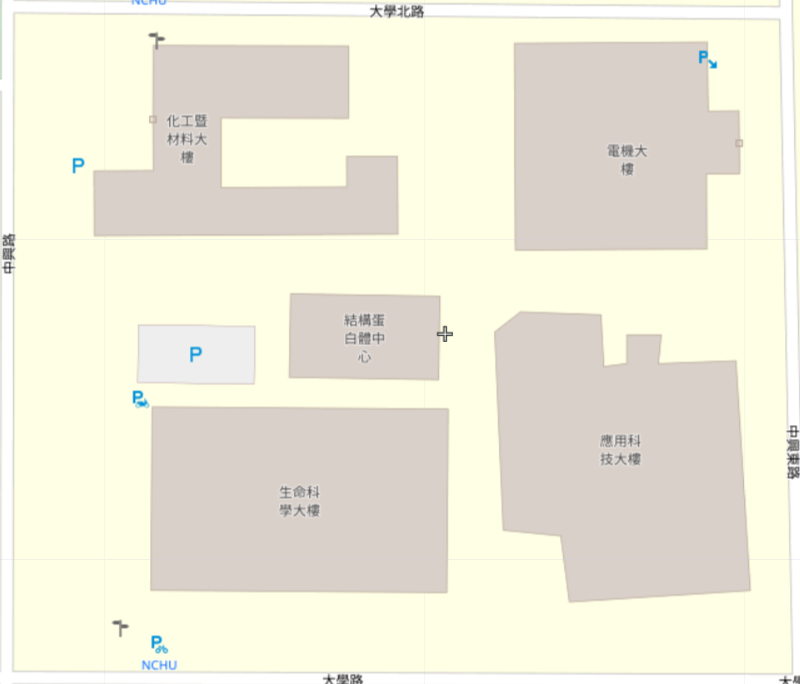 NCHU
大學北路
P
化工暨
材料大
樓
P
電機大
樓
中興路
結構蛋
白體中
心
P
P
中興東路
應用科
技大樓
生命科
學大樓
P
NCHU
大學路